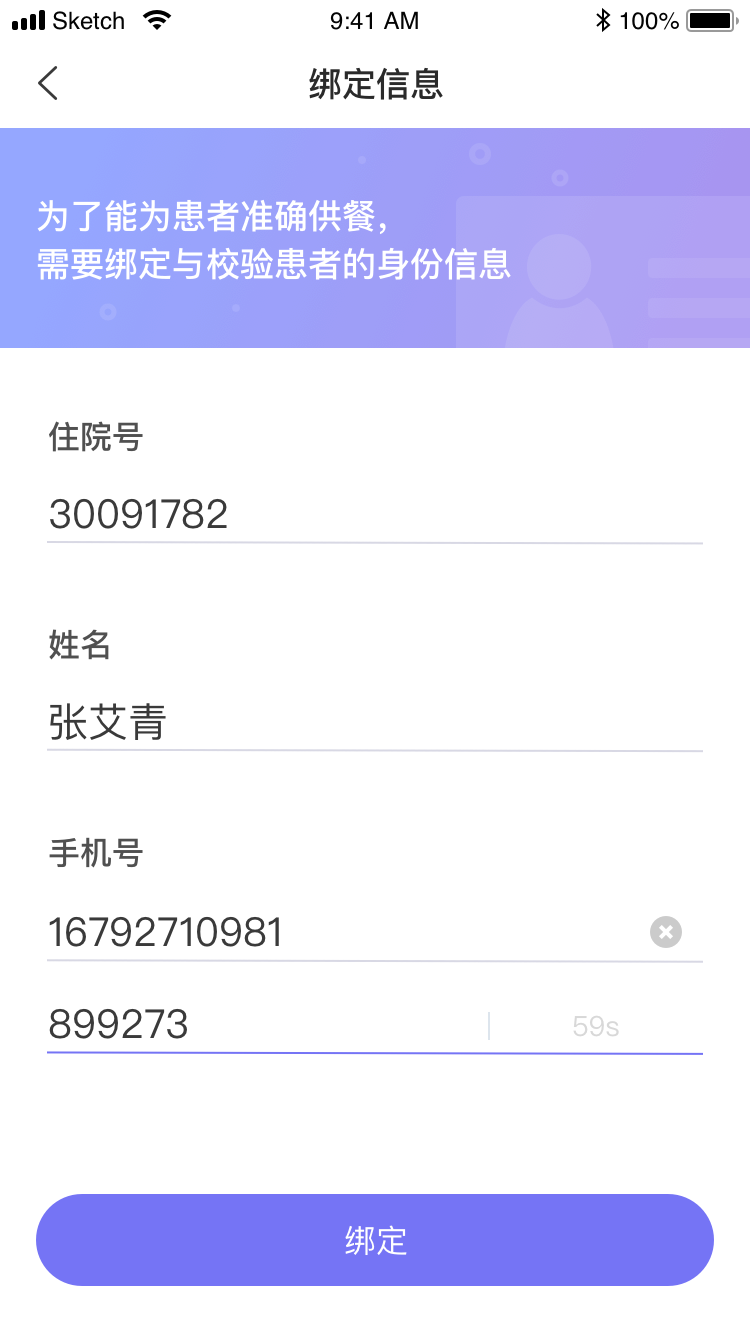 Sketch 9:41 AM 100%
绑定信息
为了能为患者准确供餐，
需要绑定与校验患者的身份信息
住院号
30091782
姓名
张艾青
手机号
16792710981
899273 59s
绑定